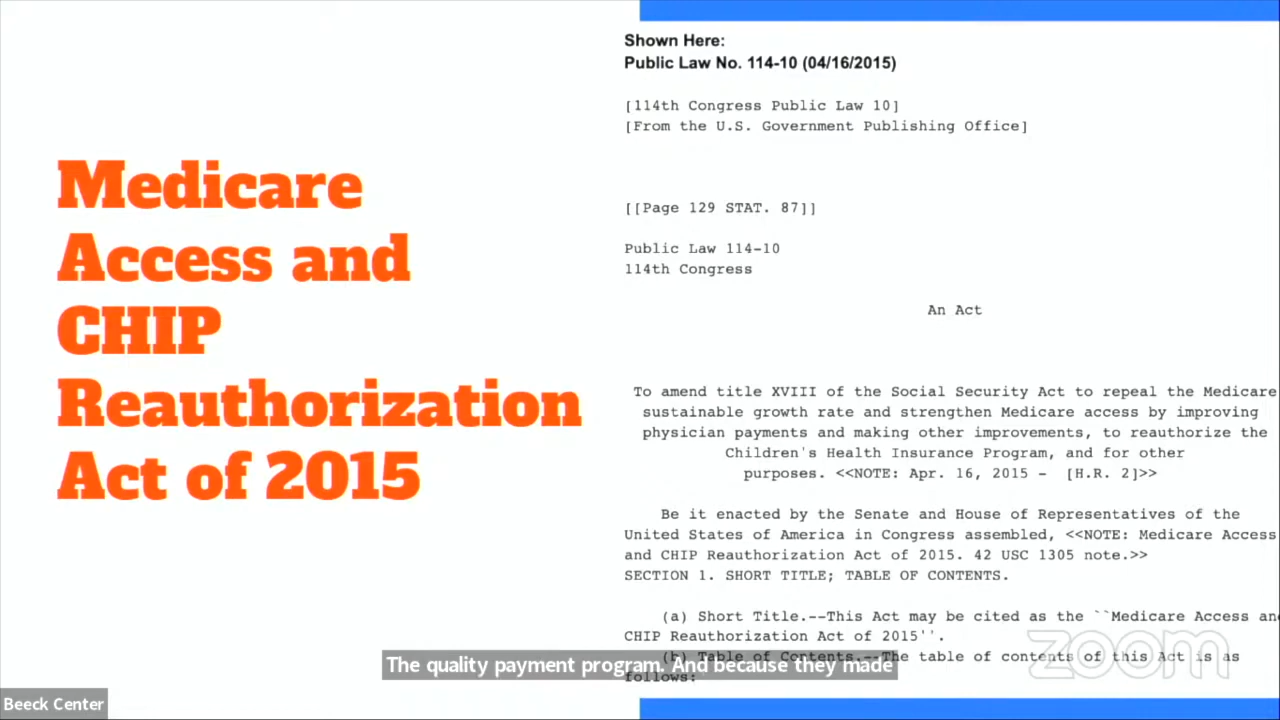 Medicare
Access and
CHIP
Reauthorization
Act of 2015
Shown Here:
Public Law No. 114-10 (04/16/2015)
[114th Congress Public Law 10]
[From the U.S. Government Publishing Office]
[[Page 129 STAT. 87]]
Public Law 114-10
114th Congress
An Act
To amend title XVIII of the Social Security Act to repeal the Medicare
sustainable growth rate and strengthen Medicare access by improving
physician payments and making other improvements, to reauthorize the
Children's Health Insurance Program, and for other
purposes. <<NOTE: Apr. 16, 2015 - [H.R. 2]>>
Be it enacted by the Senate and House of Representatives of the
United States of America in Congress assembled, <<NOTE: Medicare Access
and CHIP Reauthorization Act of 2015. 42 USC 1305 note.>>
SECTION 1. SHORT TITLE; TABLE OF CONTENTS.
(a) Short Title.--This Act may be cited as the ``Medicare Access and
CHIP Reauthorization Act of 2015''.
(b) Table of Contents.--The table of contents of this Act is as
follows:
The quality payment program. And because they made
zoom
Beeck Center